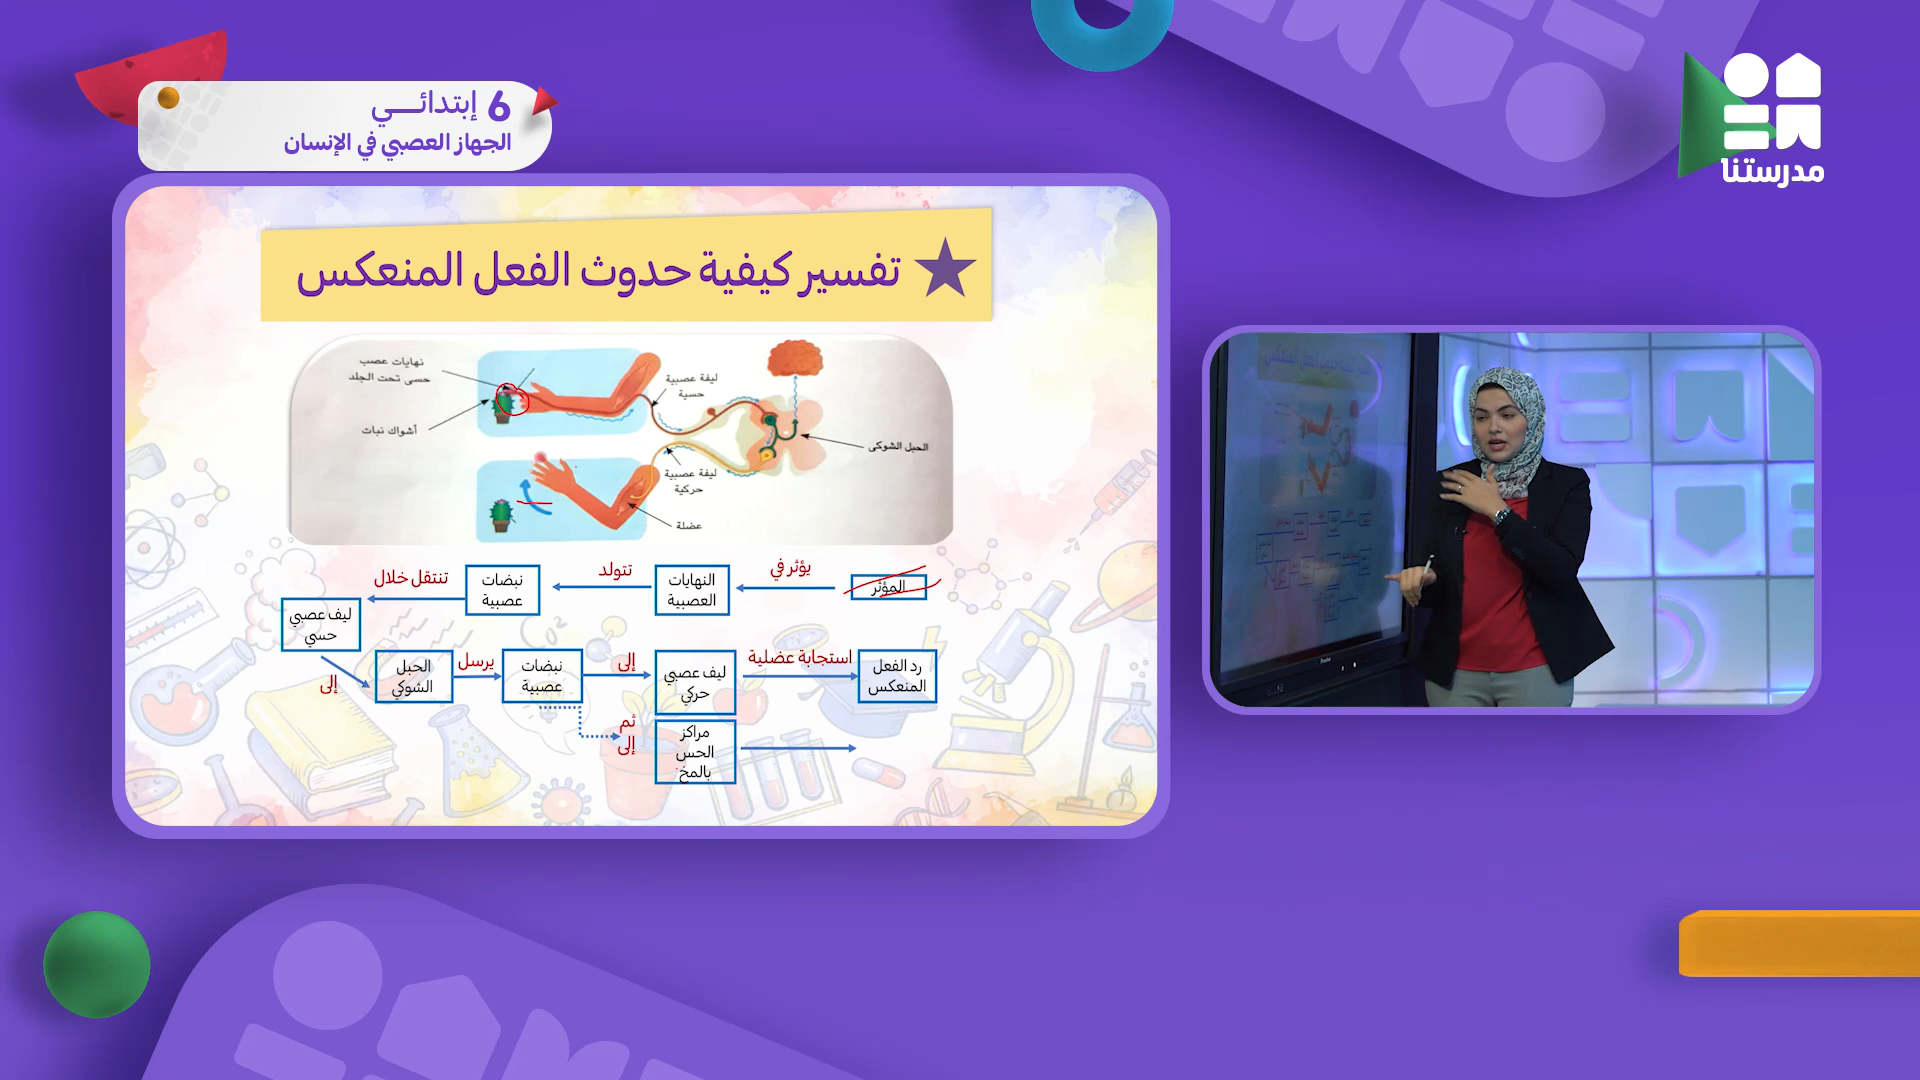 6 إبتدائـــــي
الجهاز العصبي في الإنسان
مدرستنا
تفسير كيفية حدوث الفعل المنعكس
نهايات عصب
حسى تحت الجلد
أشواك نبات
ليفة عصبية
حسية
الحبل الشوكى
ليفة عصبية
حركية
عضلة
المؤثر
يؤثر في
النهايات
العصبية
تتولد
نبضات
عصبية
تنتقل خلال
ليف عصبي
حسي
إلى
الحبل
الشوكي
يرسل
نبضات
عصبية
إلى
ليف عصبي
حركي
استجابة عضلية
رد الفعل
المنعكس
ثم
إلى
مراكز
الحس
بالمخ